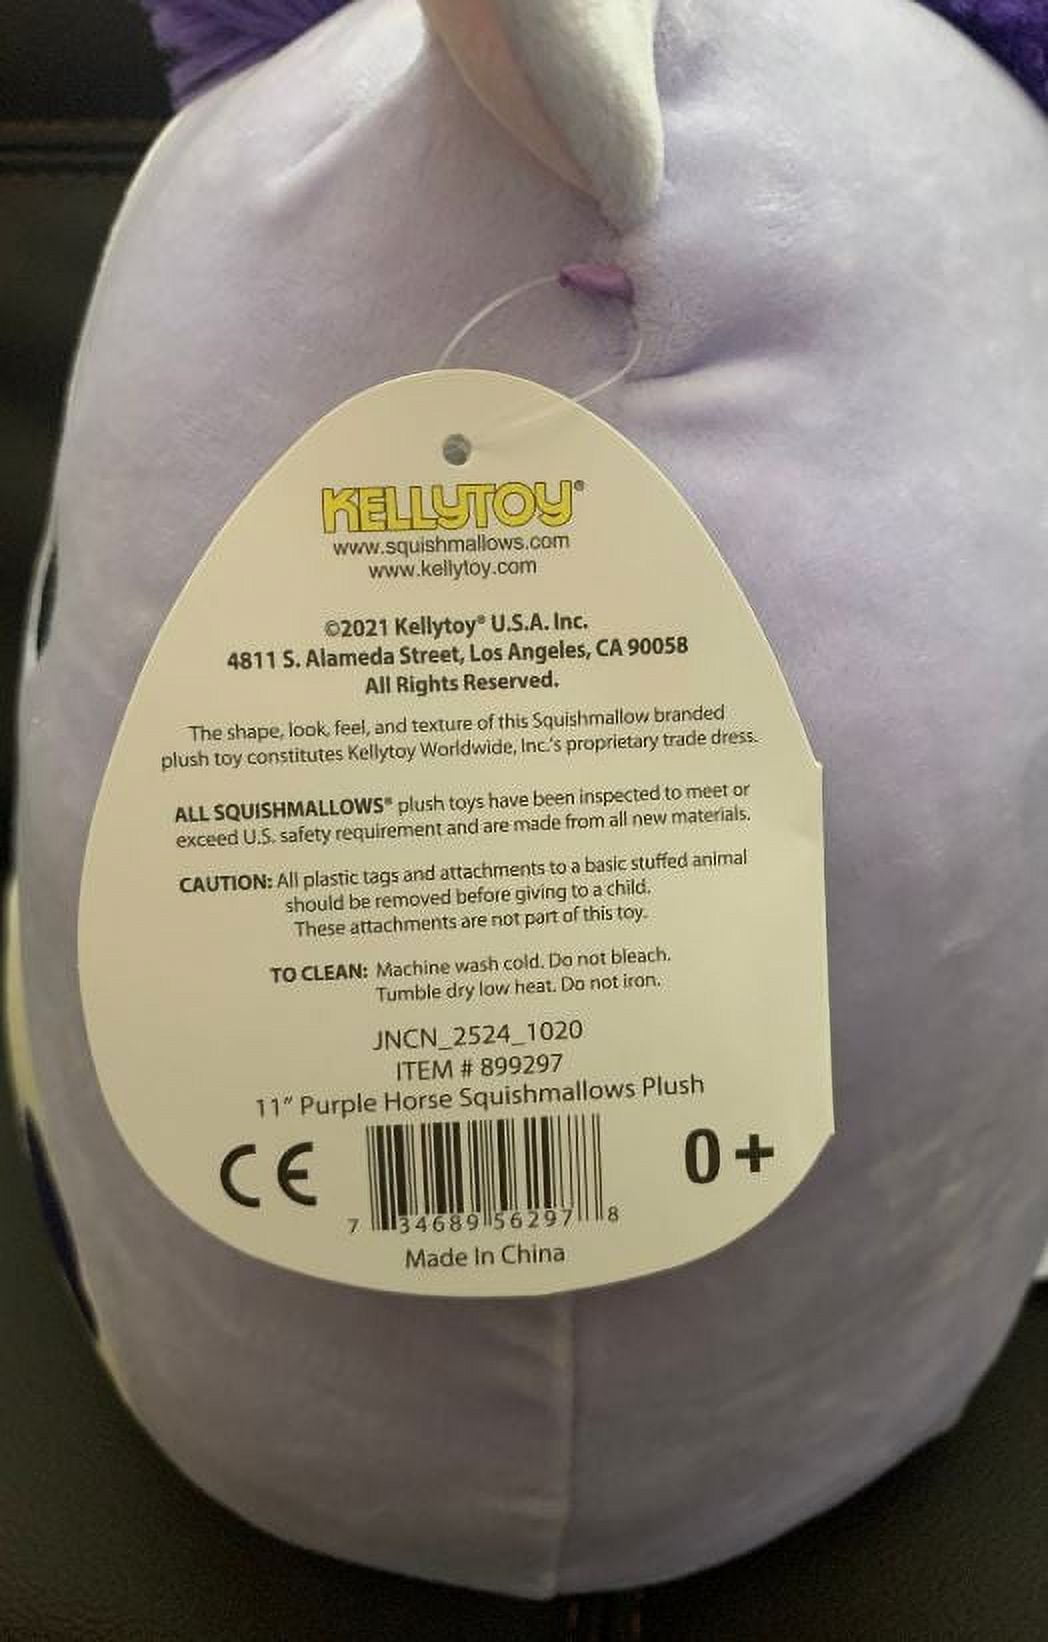 KELLYTOY®
www.squishmallows.com
www.kellytoy.com
©2021 Kellytoy® U.S.A. Inc.
4811 S. Alameda Street, Los Angeles, CA 90058
All Rights Reserved.
The shape, look, feel, and texture of this Squishmallow branded
plush toy constitutes Kellytoy Worldwide, Inc.'s proprietary trade dress.
ALL SQUISHMALLOWS® plush toys have been inspected to meet or
exceed U.S. safety requirement and are made from all new materials.
CAUTION: All plastic tags and attachments to a basic stuffed animal
should be removed before giving to a child.
These attachments are not part of this toy.
TO CLEAN: Machine wash cold. Do not bleach.
Tumble dry low heat. Do not iron.
JNCN_2524_1020
ITEM # 899297
11" Purple Horse Squishmallows Plush
CE 0+
7 34689 56297 8
Made In China